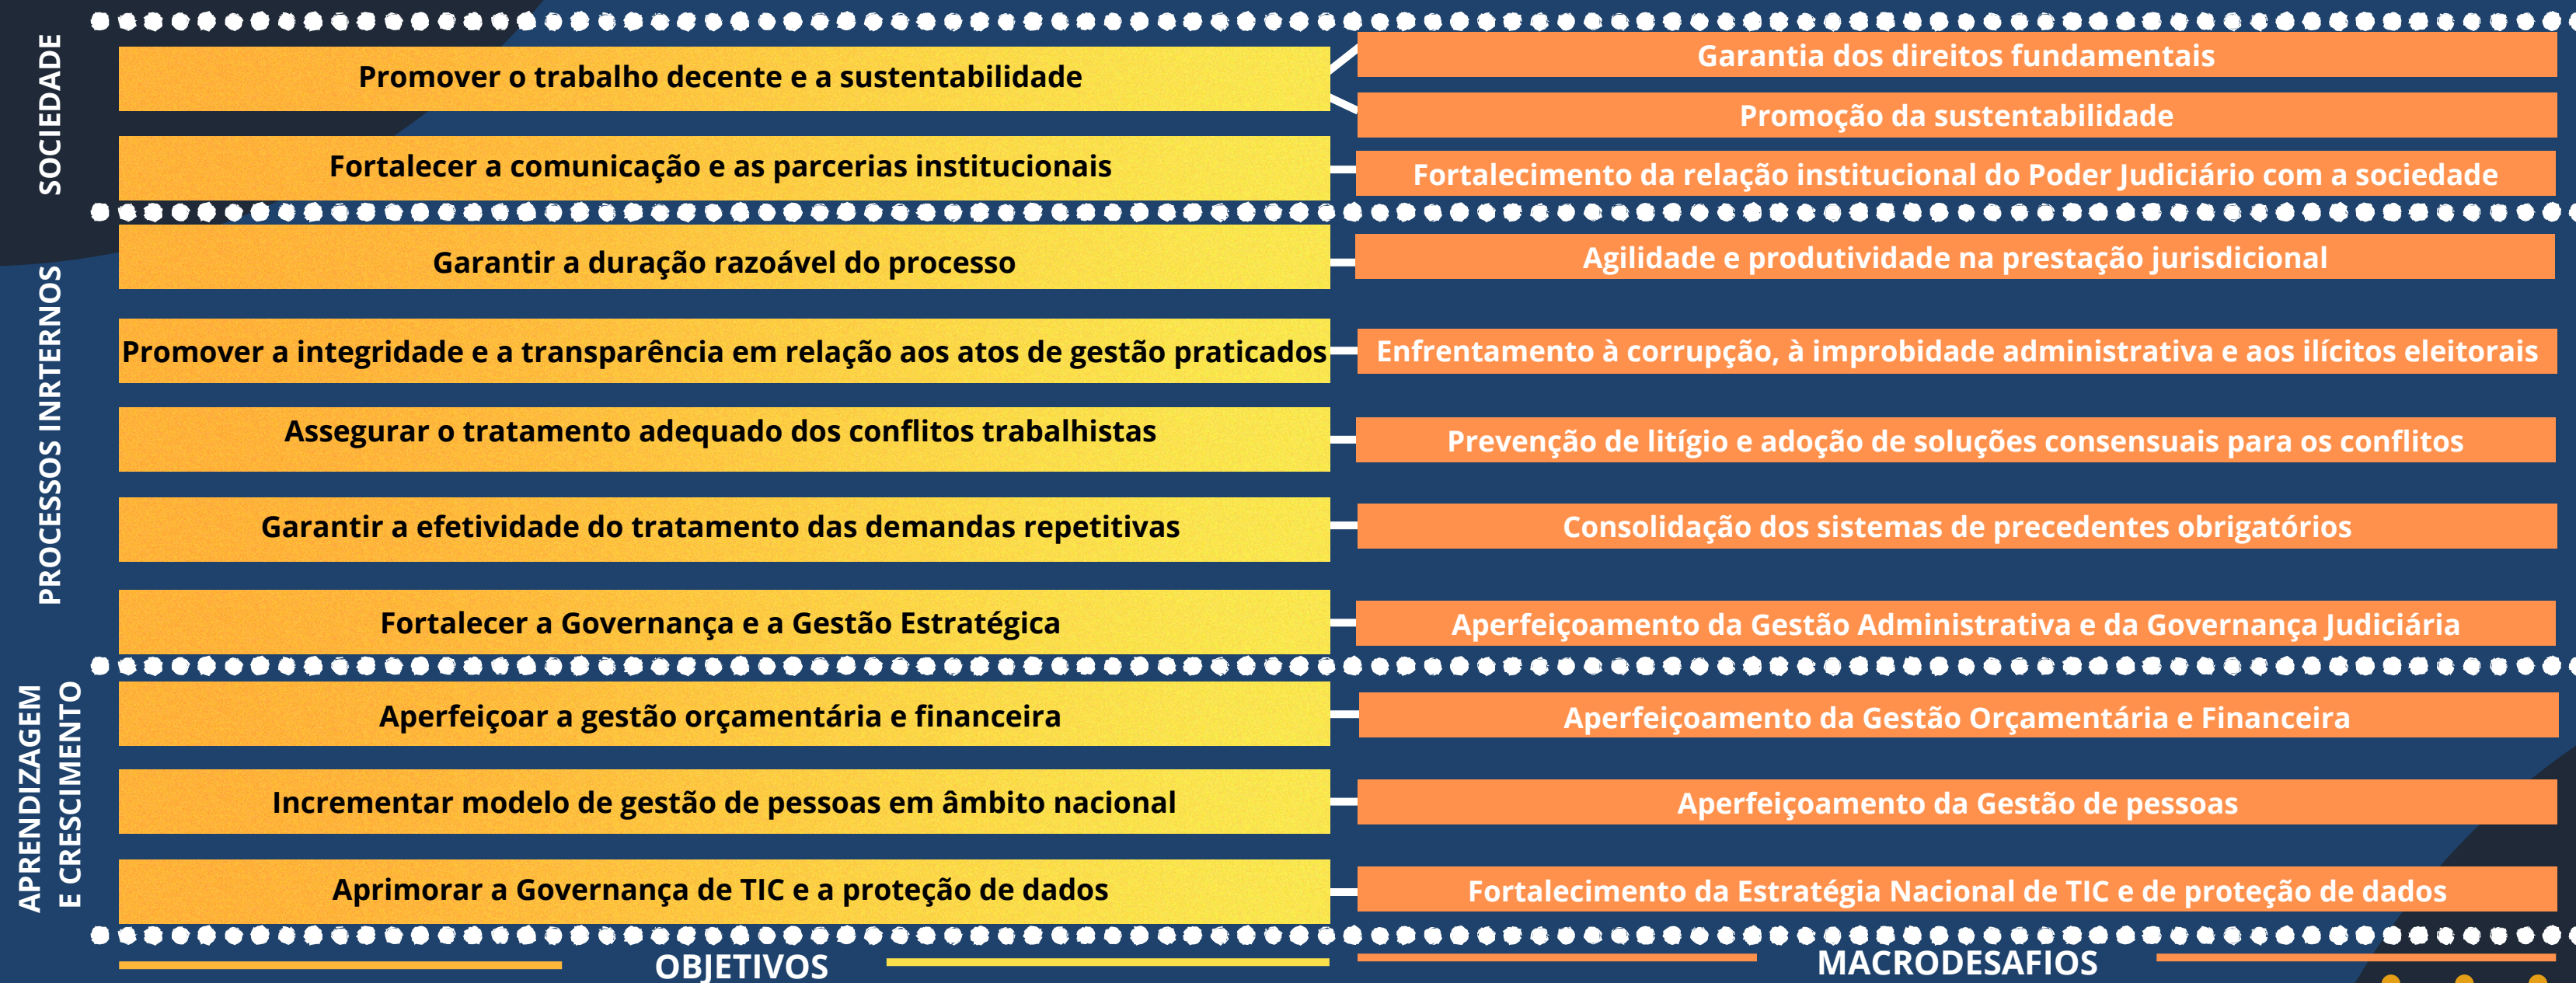 SOCIEDADE
Promover o trabalho decente e a sustentabilidade
Garantia dos direitos fundamentais
Promoção da sustentabilidade
Fortalecer a comunicação e as parcerias institucionais
Fortalecimento da relação institucional do Poder Judiciário com a sociedade
PROCESSOS INRTERNOS
Garantir a duração razoável do processo
Agilidade e produtividade na prestação jurisdicional
Promover a integridade e a transparência em relação aos atos de gestão praticados
Enfrentamento à corrupção, à improbidade administrativa e aos ilícitos eleitorais
Assegurar o tratamento adequado dos conflitos trabalhistas
Prevenção de litígio e adoção de soluções consensuais para os conflitos
Garantir a efetividade do tratamento das demandas repetitivas
Consolidação dos sistemas de precedentes obrigatórios
Fortalecer a Governança e a Gestão Estratégica
Aperfeiçoamento da Gestão Administrativa e da Governança Judiciária
APRENDIZAGEM
E CRESCIMENTO
Aperfeiçoar a gestão orçamentária e financeira
Aperfeiçoamento da Gestão Orçamentária e Financeira
Incrementar modelo de gestão de pessoas em âmbito nacional
Aperfeiçoamento da Gestão de pessoas
Aprimorar a Governança de TIC e a proteção de dados
Fortalecimento da Estratégia Nacional de TIC e de proteção de dados
OBJETIVOS
MACRODESAFIOS